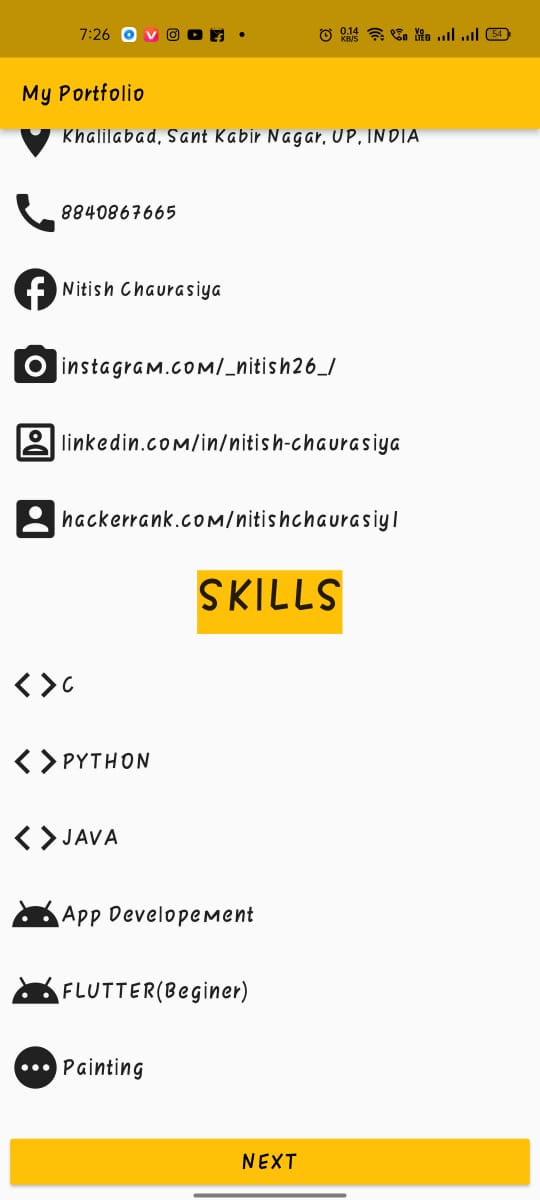 7:26
0.14
KB/S
Vo
LTE
54
My Portfolio
Khalilabad, Sant Kabir Nagar, UP, INDIA
8840867665
Nitish Chaurasiya
instagram.com/_nitish26_/
linkedin.com/in/nitish-chaurasiya
hackerrank.com/nitishchaurasiy1
SKILLS
C
PYTHON
JAVA
App Developement
FLUTTER(Beginer)
Painting
NEXT